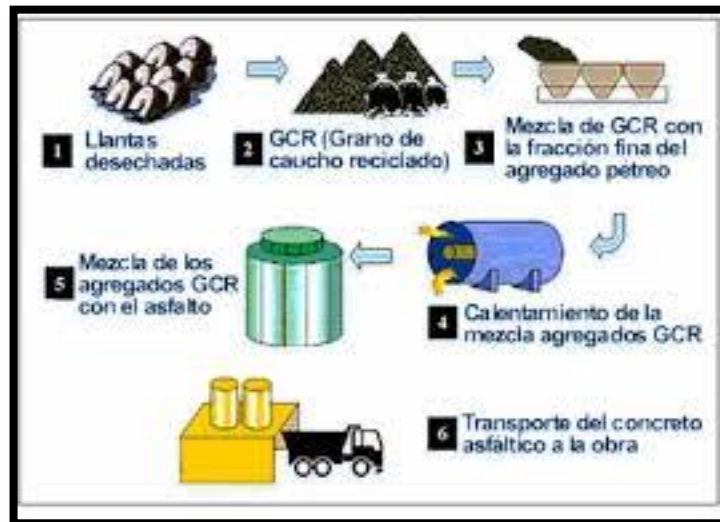 1 Llantas
desechadas
2 GCR (Grano de
caucho reciclado)
3 Mezcla de GCR con
la fracción fina del
agregado pétreo
4 Calentamiento de la
mezcla agregados GCR
5 Mezcla de los
agregados GCR
con el asfalto
6 Transporte del concreto
asfáltico a la obra